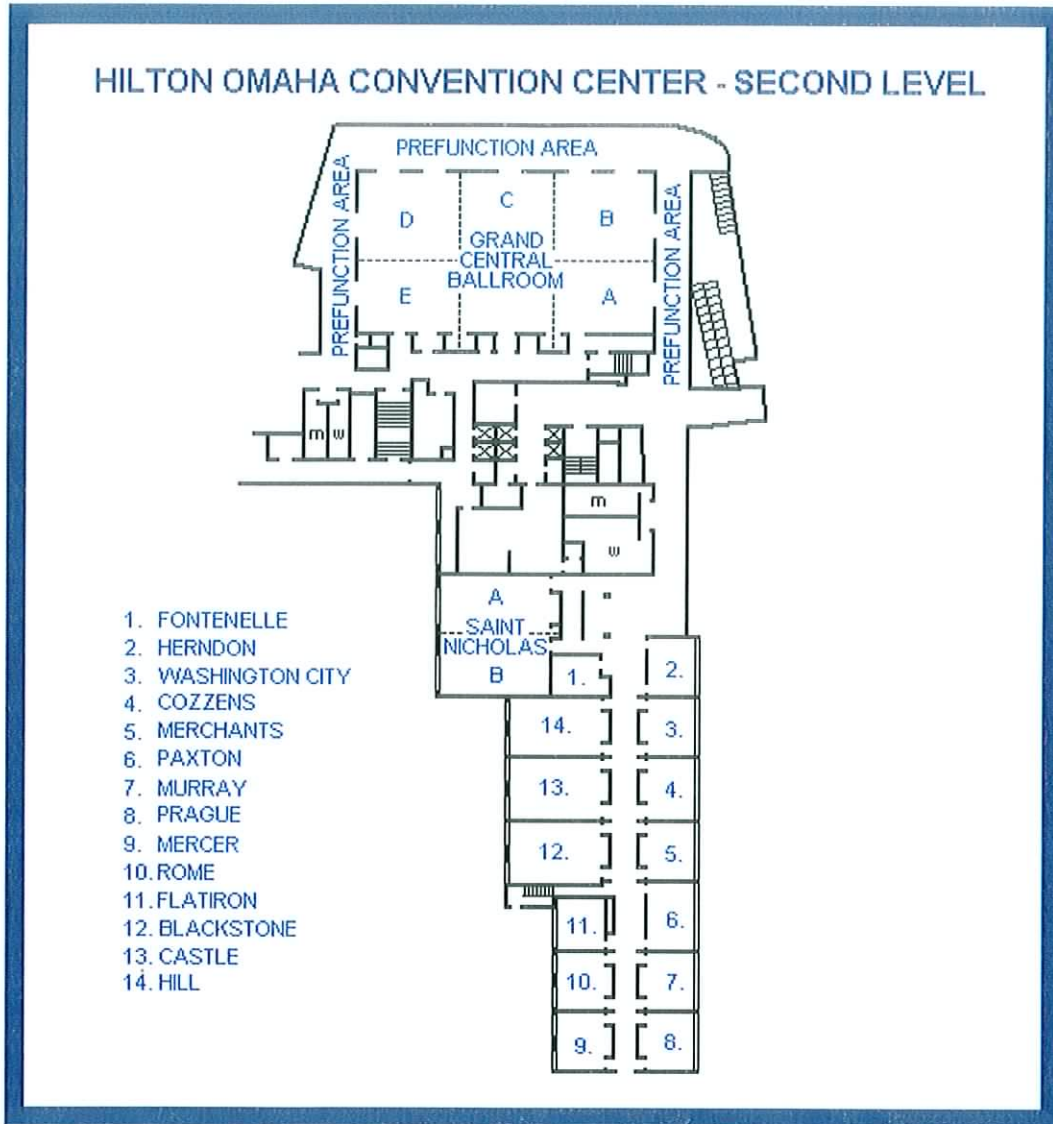 HILTON OMAHA CONVENTION CENTER - SECOND LEVEL
PREFUNCTION AREA
PREFUNCTION AREA
PREFUNCTION AREA
D
C
B
GRAND
CENTRAL
BALLROOM
E
A
m
w
m
w
A
SAINT
NICHOLAS
B
1.
2.
14.
3.
13.
4.
12.
5.
11.
6.
10.
7.
9.
8.
1. FONTENELLE
2. HERNDON
3. WASHINGTON CITY
4. COZZENS
5. MERCHANTS
6. PAXTON
7. MURRAY
8. PRAGUE
9. MERCER
10. ROME
11. FLATIRON
12. BLACKSTONE
13. CASTLE
14. HILL